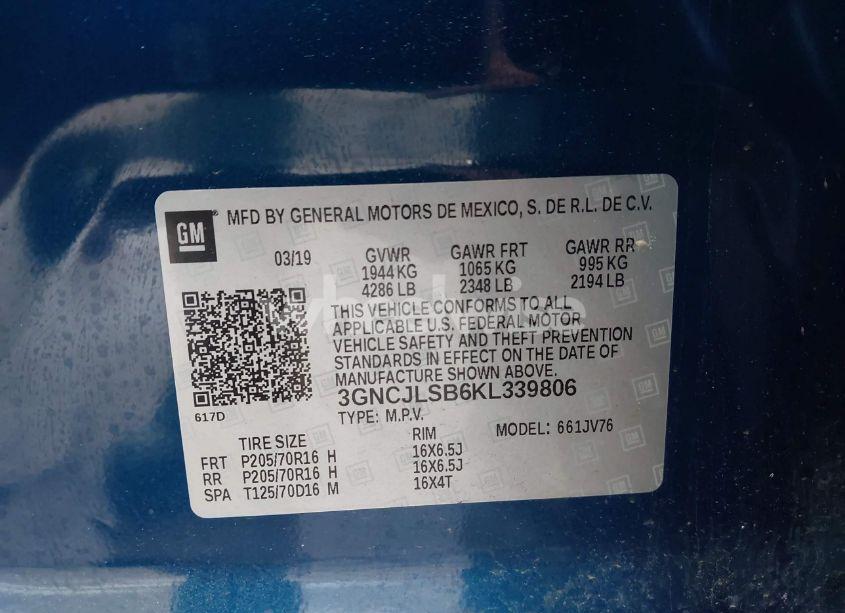 GM
MFD BY GENERAL MOTORS DE MEXICO, S. DE R.L. DE C.V.
03/19 GVWR GAWR FRT GAWR RR
1944 KG 1065 KG 995 KG
4286 LB 2348 LB 2194 LB
THIS VEHICLE CONFORMS TO ALL
APPLICABLE U.S. FEDERAL MOTOR
VEHICLE SAFETY AND THEFT PREVENTION
STANDARDS IN EFFECT ON THE DATE OF
MANUFACTURE SHOWN ABOVE.
3GNCJLSB6KL339806
617D
TYPE: M.P.V. MODEL: 661JV76
TIRE SIZE RIM
FRT P205/70R16 H 16X6.5J
RR P205/70R16 H 16X6.5J
SPA T125/70D16 M 16X4T